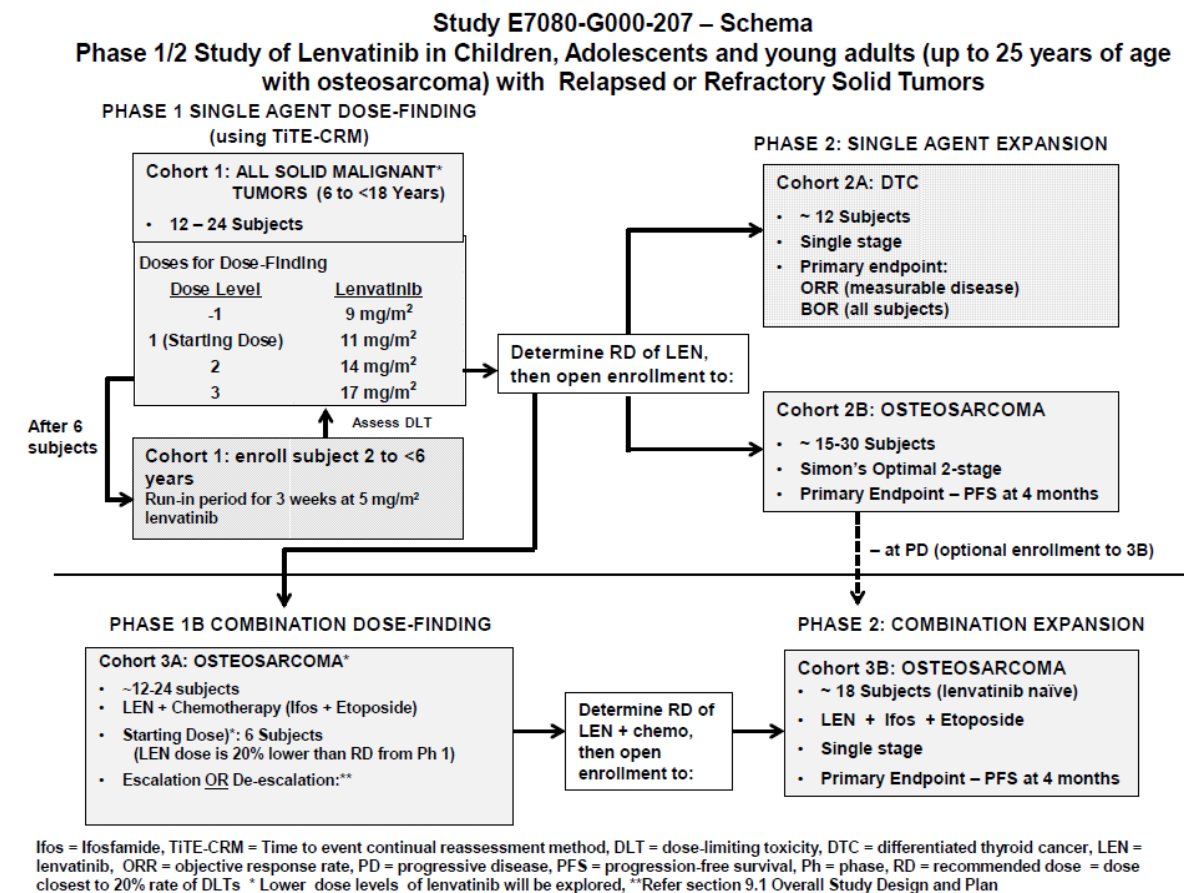 Study E7080-G000-207 – Schema
Phase 1/2 Study of Lenvatinib in Children, Adolescents and young adults (up to 25 years of age
with osteosarcoma) with Relapsed or Refractory Solid Tumors
PHASE 1 SINGLE AGENT DOSE-FINDING
(using TiTE-CRM)
Cohort 1: ALL SOLID MALIGNANT*
TUMORS (6 to <18 Years)
• 12 – 24 Subjects
Doses for Dose-Finding
Dose Level Lenvatinib
-1 9 mg/m²
1 (Starting Dose) 11 mg/m²
2 14 mg/m²
3 17 mg/m²
After 6
subjects
Assess DLT
Cohort 1: enroll subject 2 to <6
years
Run-in period for 3 weeks at 5 mg/m²
lenvatinib
Determine RD of LEN,
then open enrollment to:
PHASE 2: SINGLE AGENT EXPANSION
Cohort 2A: DTC
• ~ 12 Subjects
• Single stage
• Primary endpoint:
ORR (measurable disease)
BOR (all subjects)
Cohort 2B: OSTEOSARCOMA
• ~ 15-30 Subjects
• Simon's Optimal 2-stage
• Primary Endpoint – PFS at 4 months
– at PD (optional enrollment to 3B)
PHASE 1B COMBINATION DOSE-FINDING
Cohort 3A: OSTEOSARCOMA*
• ~12-24 subjects
• LEN + Chemotherapy (Ifos + Etoposide)
• Starting Dose)*: 6 Subjects
(LEN dose is 20% lower than RD from Ph 1)
• Escalation OR De-escalation:**
Determine RD of
LEN + chemo,
then open
enrollment to:
PHASE 2: COMBINATION EXPANSION
Cohort 3B: OSTEOSARCOMA
• ~ 18 Subjects (lenvatinib naïve)
• LEN + Ifos + Etoposide
• Single stage
• Primary Endpoint – PFS at 4 months
Ifos = Ifosfamide, TiTE-CRM = Time to event continual reassessment method, DLT = dose-limiting toxicity, DTC = differentiated thyroid cancer, LEN =
lenvatinib, ORR = objective response rate, PD = progressive disease, PFS = progression-free survival, Ph = phase, RD = recommended dose = dose
closest to 20% rate of DLTs * Lower dose levels of lenvatinib will be explored, **Refer section 9.1 Overall Study Design and Plan